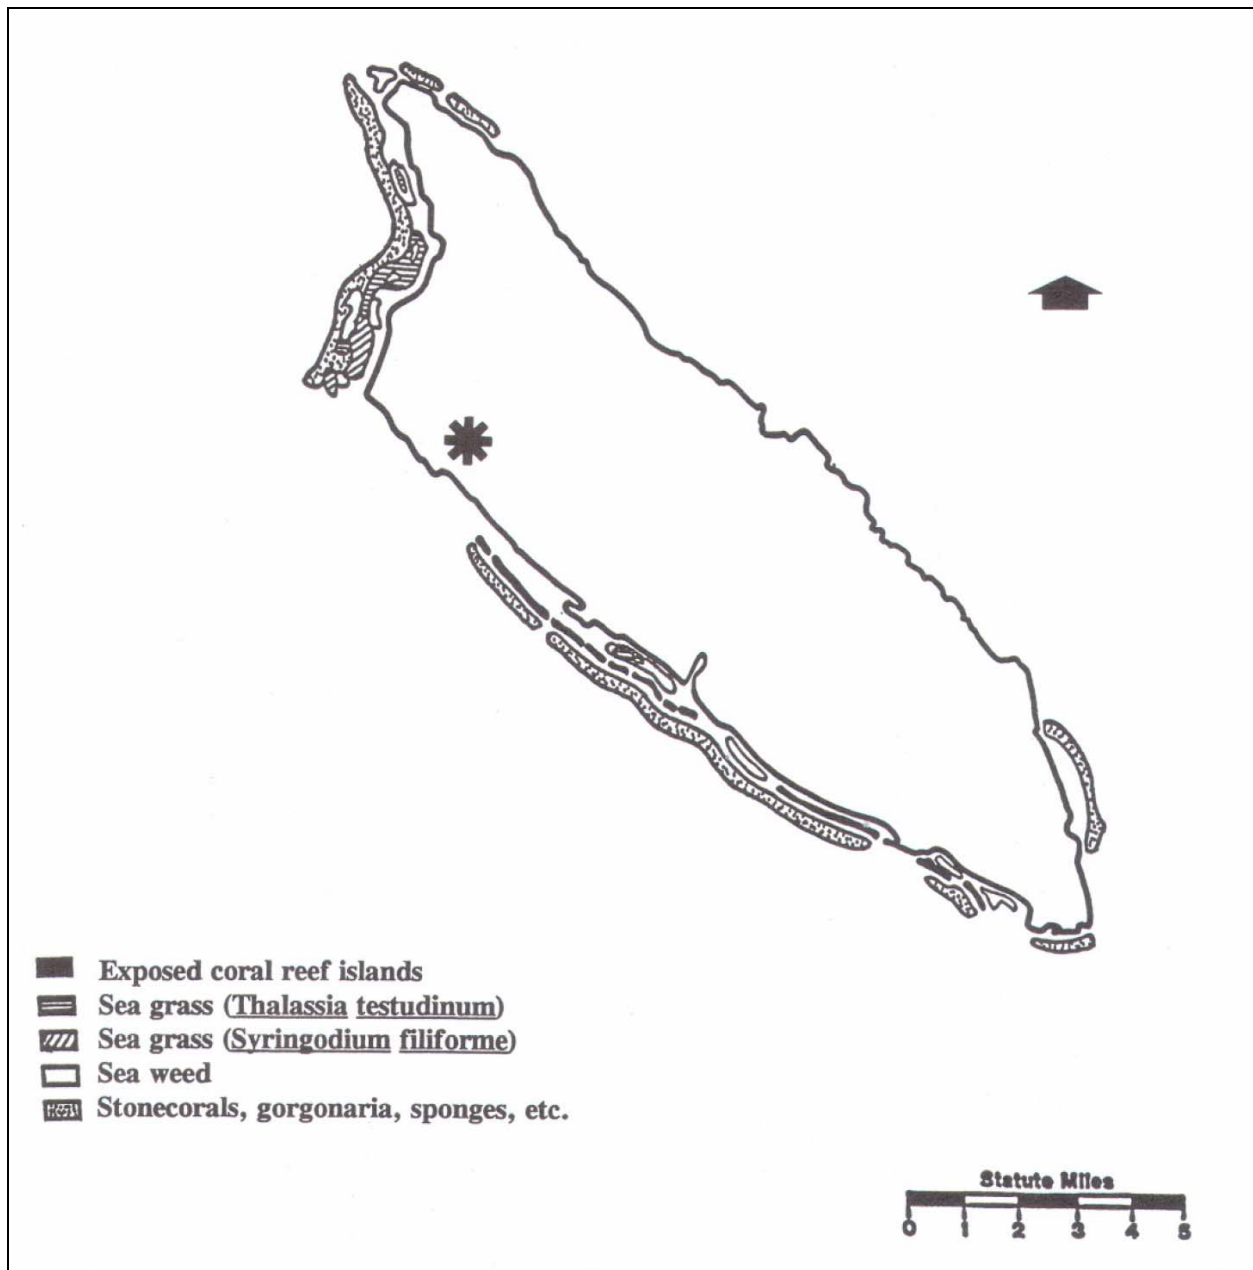 Exposed coral reef islands
Sea grass (Thalassia testudinum)
Sea grass (Syringodium filiforme)
Sea weed
Stonecorals, gorgonaria, sponges, etc.
Statute Miles
0 1 2 3 4 5